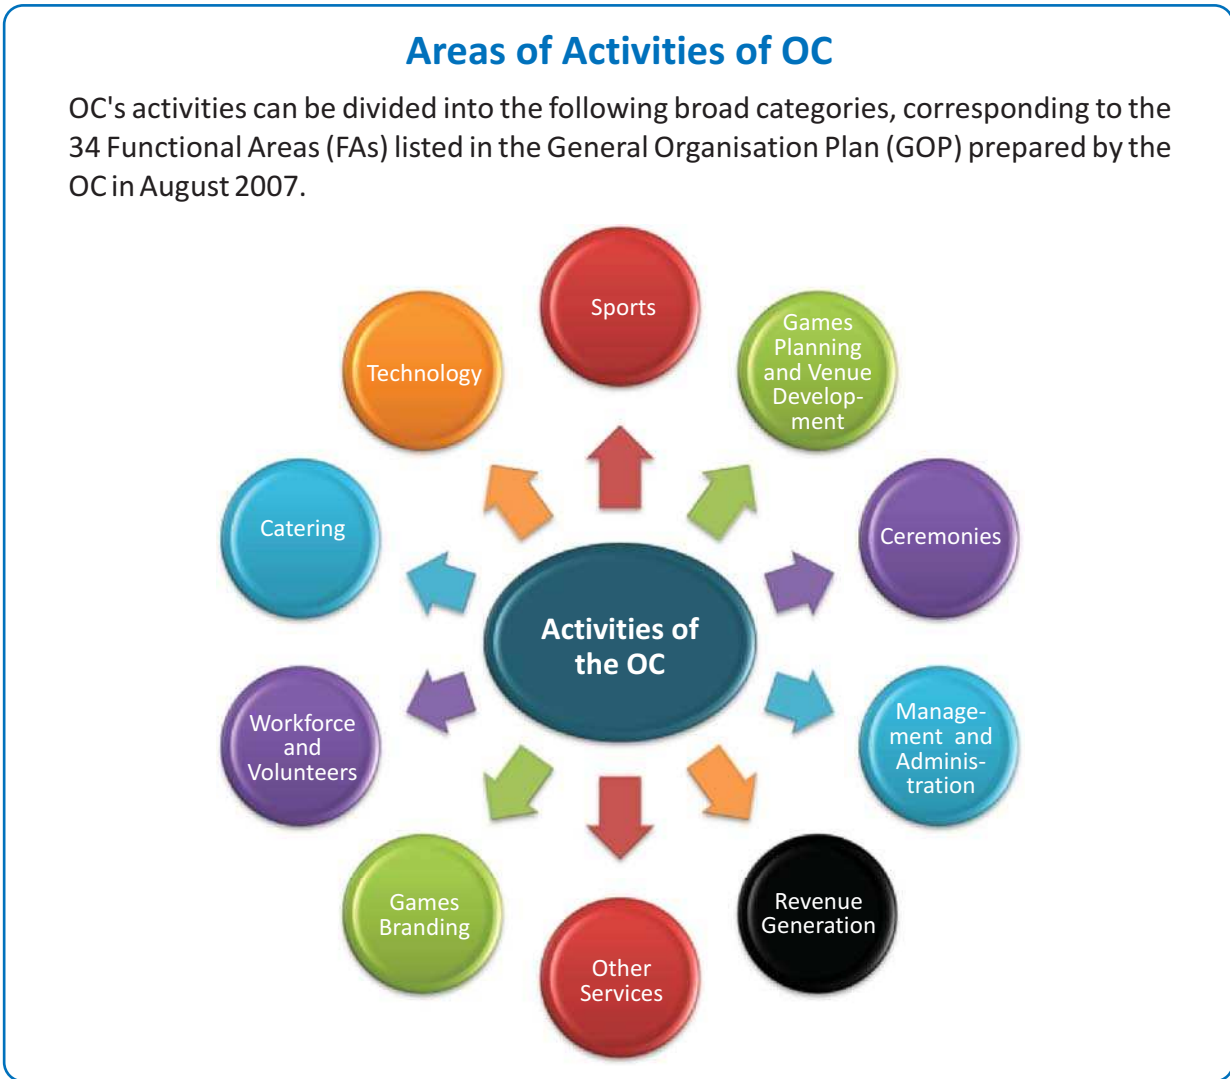 Areas of Activities of OC
OC's activities can be divided into the following broad categories, corresponding to the
34 Functional Areas (FAs) listed in the General Organisation Plan (GOP) prepared by the
OC in August 2007.
Sports
Games
Planning
and Venue
Develop-
ment
Technology
Catering
Ceremonies
Activities of
the OC
Workforce
and
Volunteers
Manage-
ment and
Adminis-
tration
Games
Branding
Revenue
Generation
Other
Services